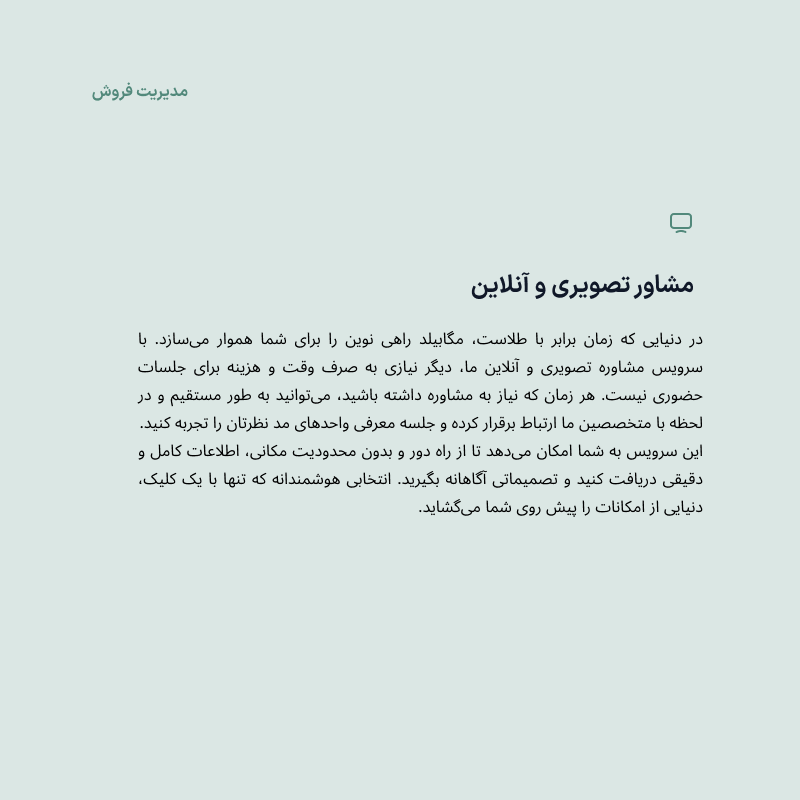 مدیریت فروش
مشاور تصویری و آنلاین
در دنیایی که زمان برابر با طلاست، مگابیلد راهی نوین را برای شما هموار می‌سازد. با
سرویس مشاوره تصویری و آنلاین ما، دیگر نیازی به صرف وقت و هزینه برای جلسات
حضوری نیست. هر زمان که نیاز به مشاوره داشته باشید، می‌توانید به طور مستقیم و در
لحظه با متخصصین ما ارتباط برقرار کرده و جلسه معرفی واحدهای مد نظرتان را تجربه کنید.
این سرویس به شما امکان می‌دهد تا از راه دور و بدون محدودیت مکانی، اطلاعات کامل و
دقیقی دریافت کنید و تصمیماتی آگاهانه بگیرید. انتخابی هوشمندانه که تنها با یک کلیک،
دنیایی از امکانات را پیش روی شما می‌گشاید.